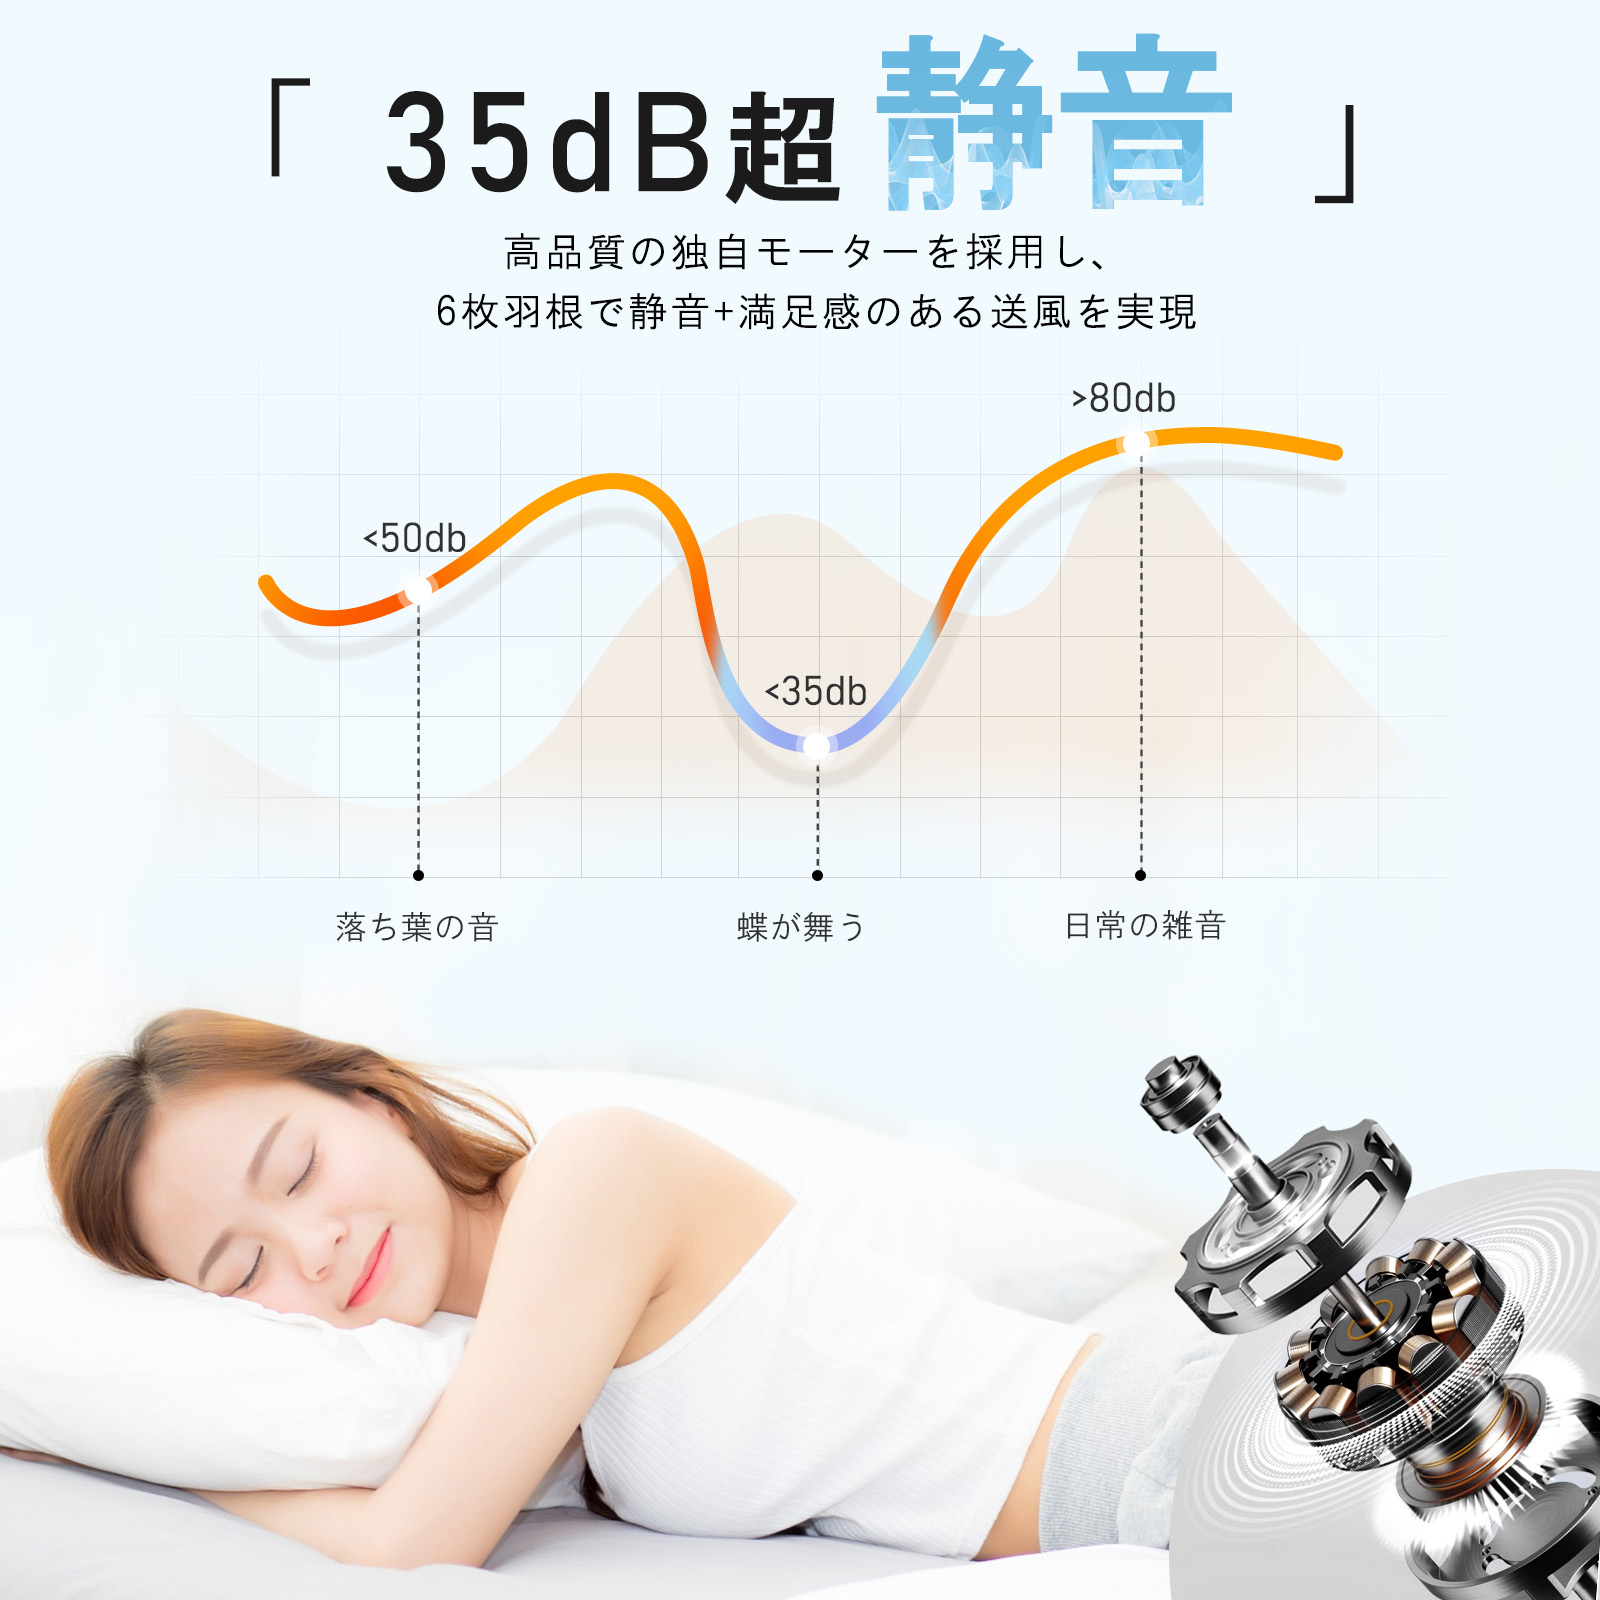 「 35dB超静音 」
高品質の独自モーターを採用し、
6枚羽根で静音+満足感のある送風を実現
>80db
<50db
<35db
落ち葉の音
蝶が舞う
日常の雑音